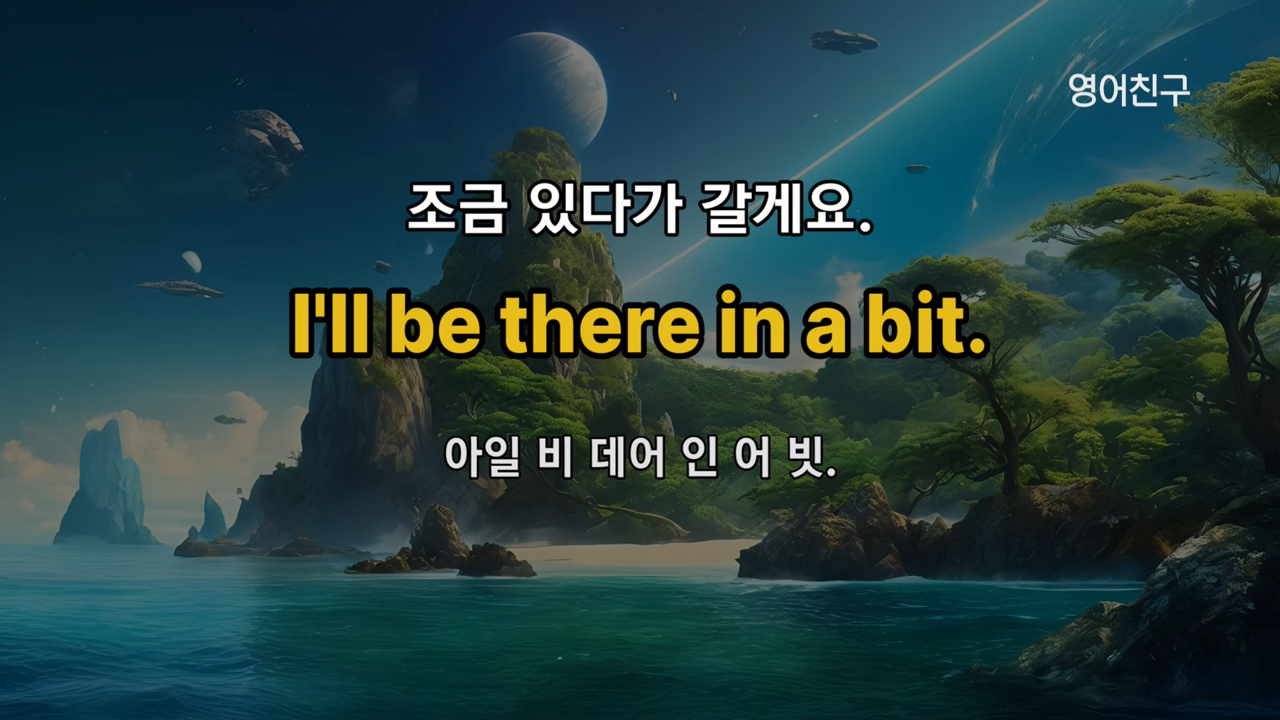 영어친구
조금 있다가 갈게요.
I'll be there in a bit.
아일 비 데어 인 어 빗.